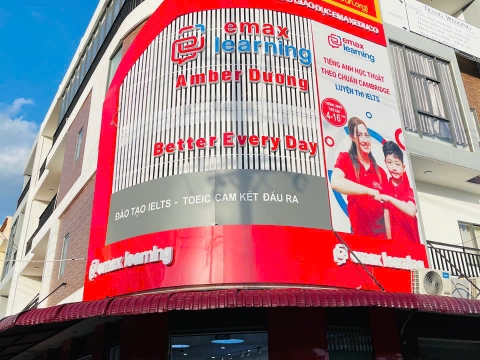 emax
learning
Amber Dương
Better Every Day
ĐÀO TẠO IELTS - TOEIC CAM KẾT ĐẦU RA
emax learning
emax
learning
TIẾNG ANH HỌC THUẬT
THEO CHUẨN CAMBRIDGE
LUYỆN THI IELTS
4-16
emax learning